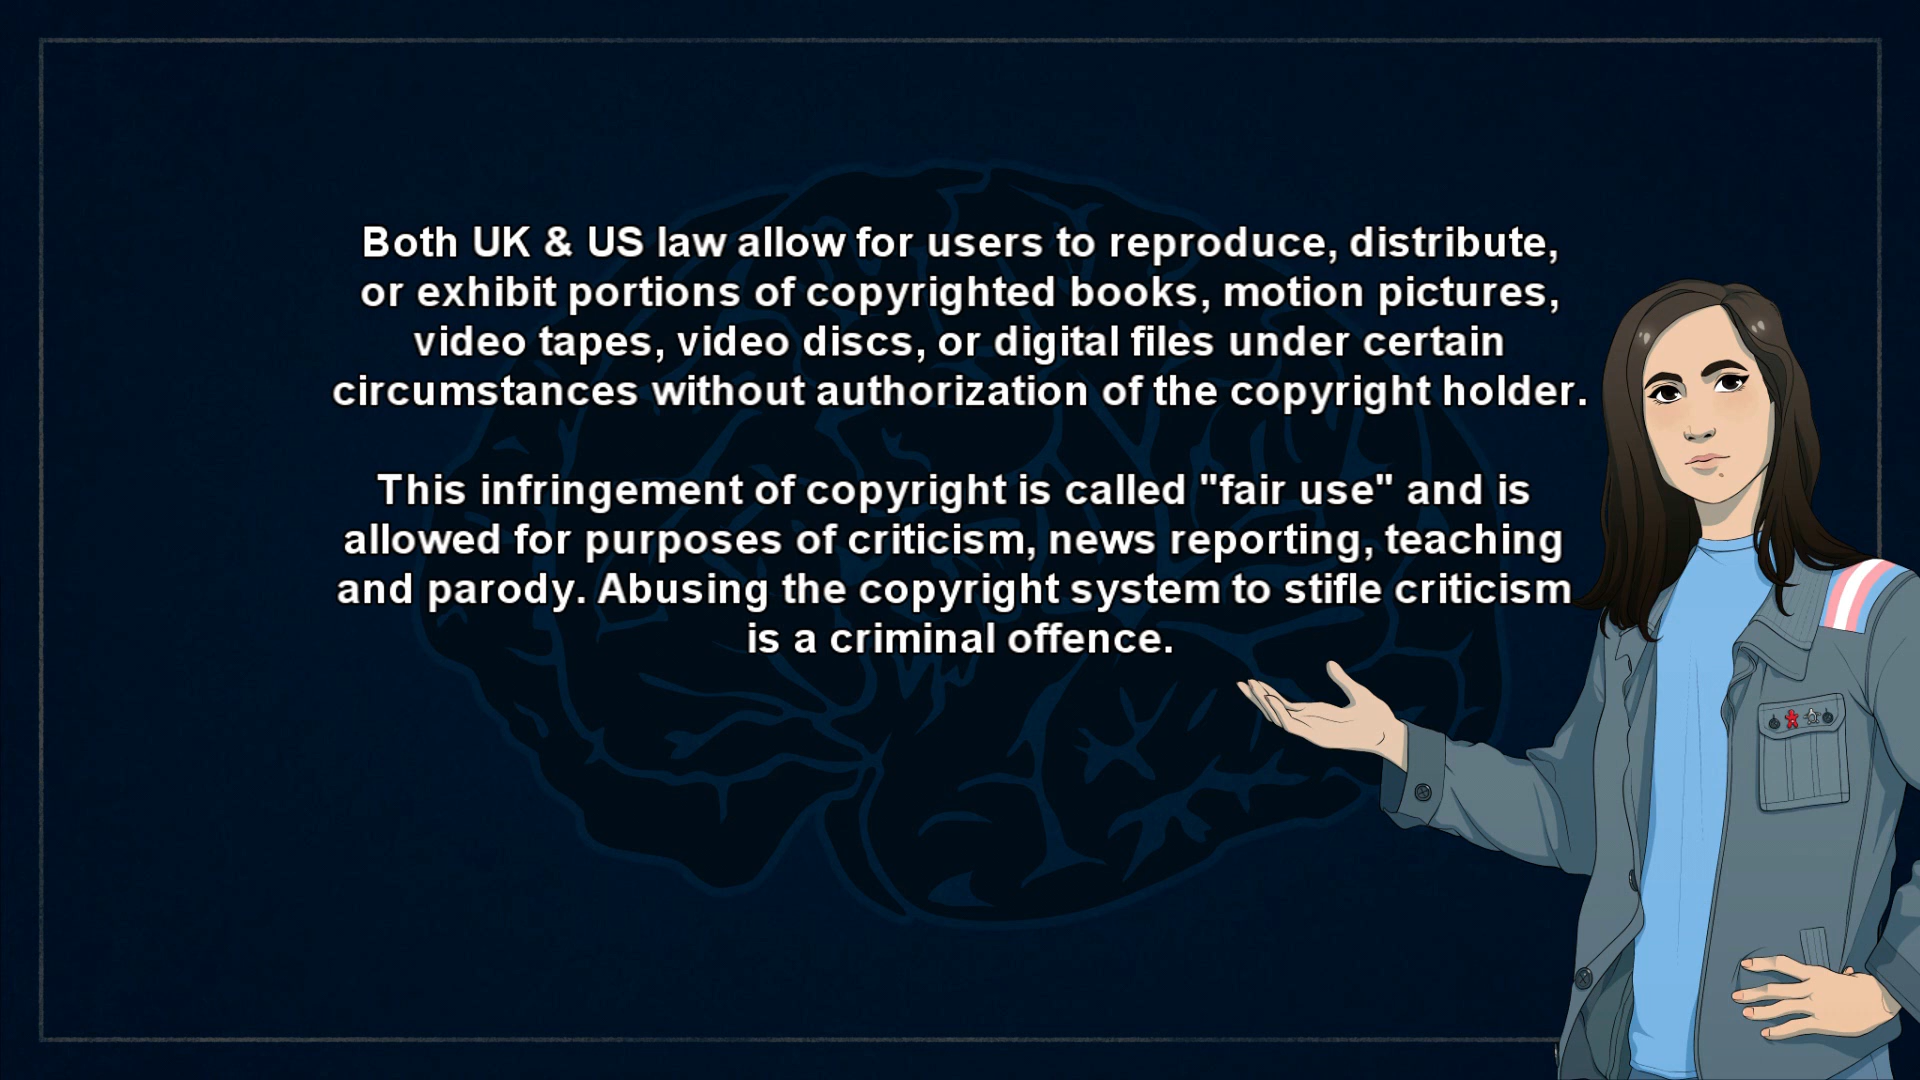 Both UK & US law allow for users to reproduce, distribute,
or exhibit portions of copyrighted books, motion pictures,
video tapes, video discs, or digital files under certain
circumstances without authorization of the copyright holder.
This infringement of copyright is called "fair use" and is
allowed for purposes of criticism, news reporting, teaching
and parody. Abusing the copyright system to stifle criticism
is a criminal offence.